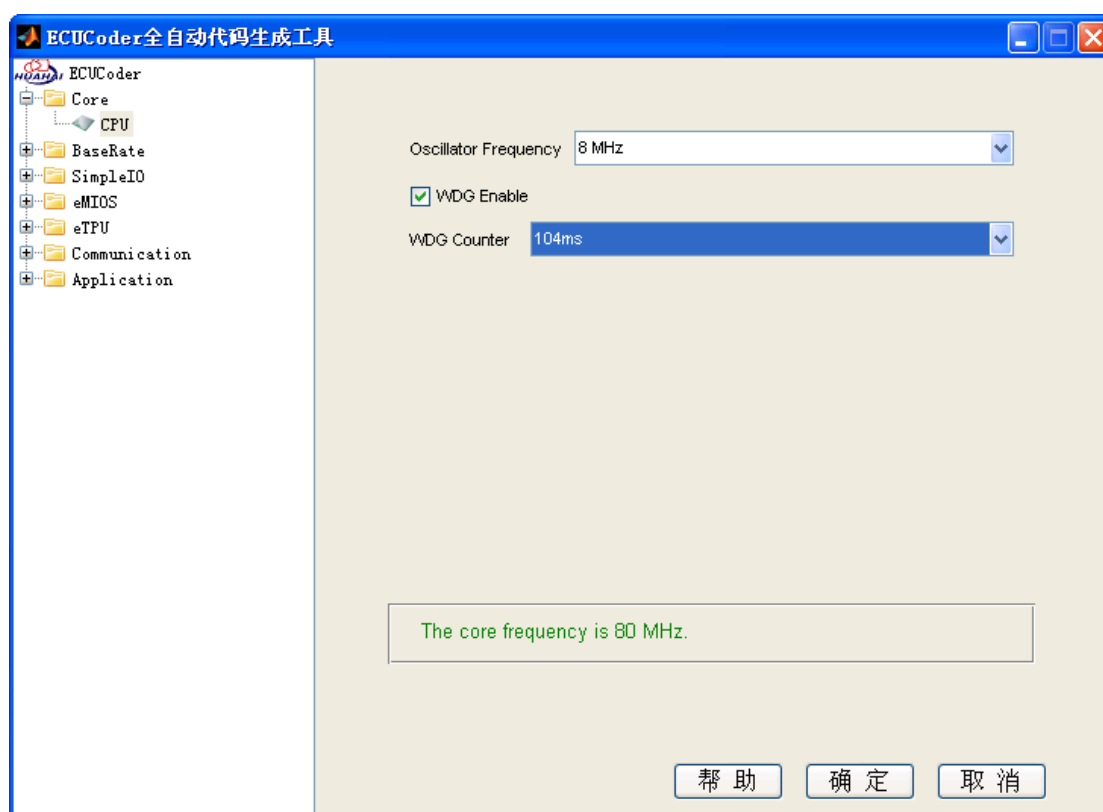 ECUCoder全自动代码生成工具
HUAHAI ECUCoder
Core
CPU
BaseRate
SimpleIO
eMIOS
eTPU
Communication
Application
Oscillator Frequency 8 MHz
WDG Enable
WDG Counter 104ms
The core frequency is 80 MHz.
帮 助 确 定 取 消